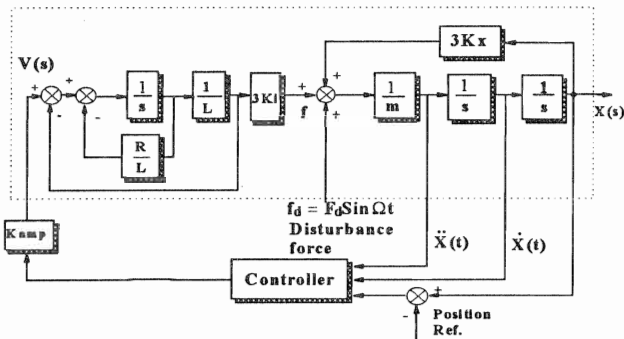 3Kx
V(s)
+
+
-
-
1
s
1
L
3Ki
+
f
+
+
1
m
1
s
1
s
X(s)
R
L
fd = FdSin Ωt
Disturbance
force
Ẍ(t)
Ẋ(t)
Kamp
Controller
+
-
Position
Ref.